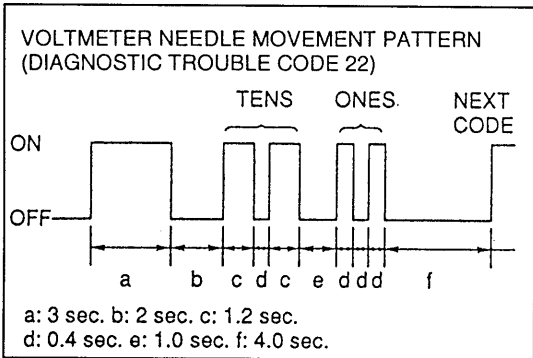 VOLTMETER NEEDLE MOVEMENT PATTERN
(DIAGNOSTIC TROUBLE CODE 22)
TENS ONES. NEXT
CODE
ON
OFF
a b c d c e d d d f
a: 3 sec. b: 2 sec. c: 1.2 sec.
d: 0.4 sec. e: 1.0 sec. f: 4.0 sec.